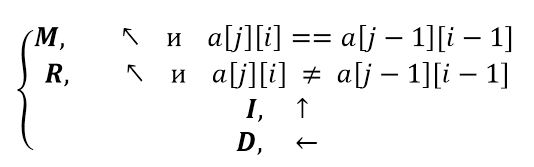 M, ↖ и a[j][i] == a[j − 1][i − 1]
R, ↖ и a[j][i] ≠ a[j − 1][i − 1]
I, ↑
D, ←